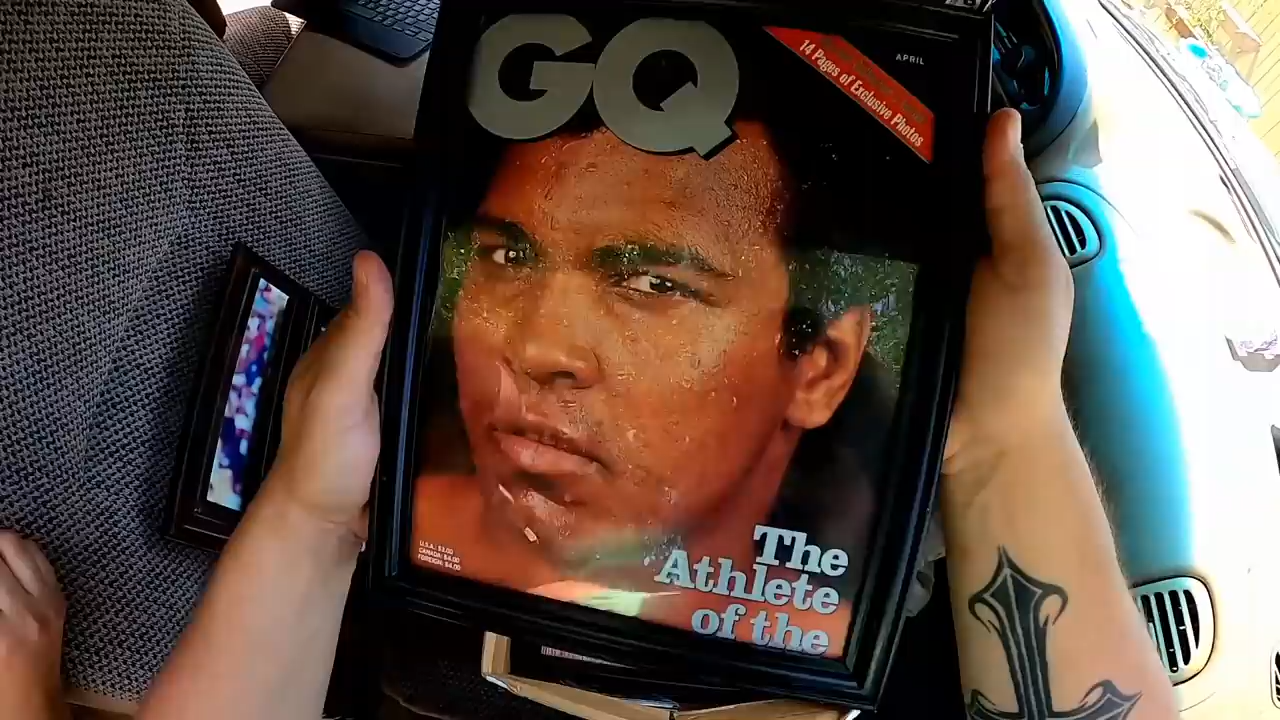 GQ
APRIL
14 Pages of Exclusive Photos
U.S.A.: $3.00
CANADA: $4.00
FOREIGN: $4.00
The
Athlete
of the